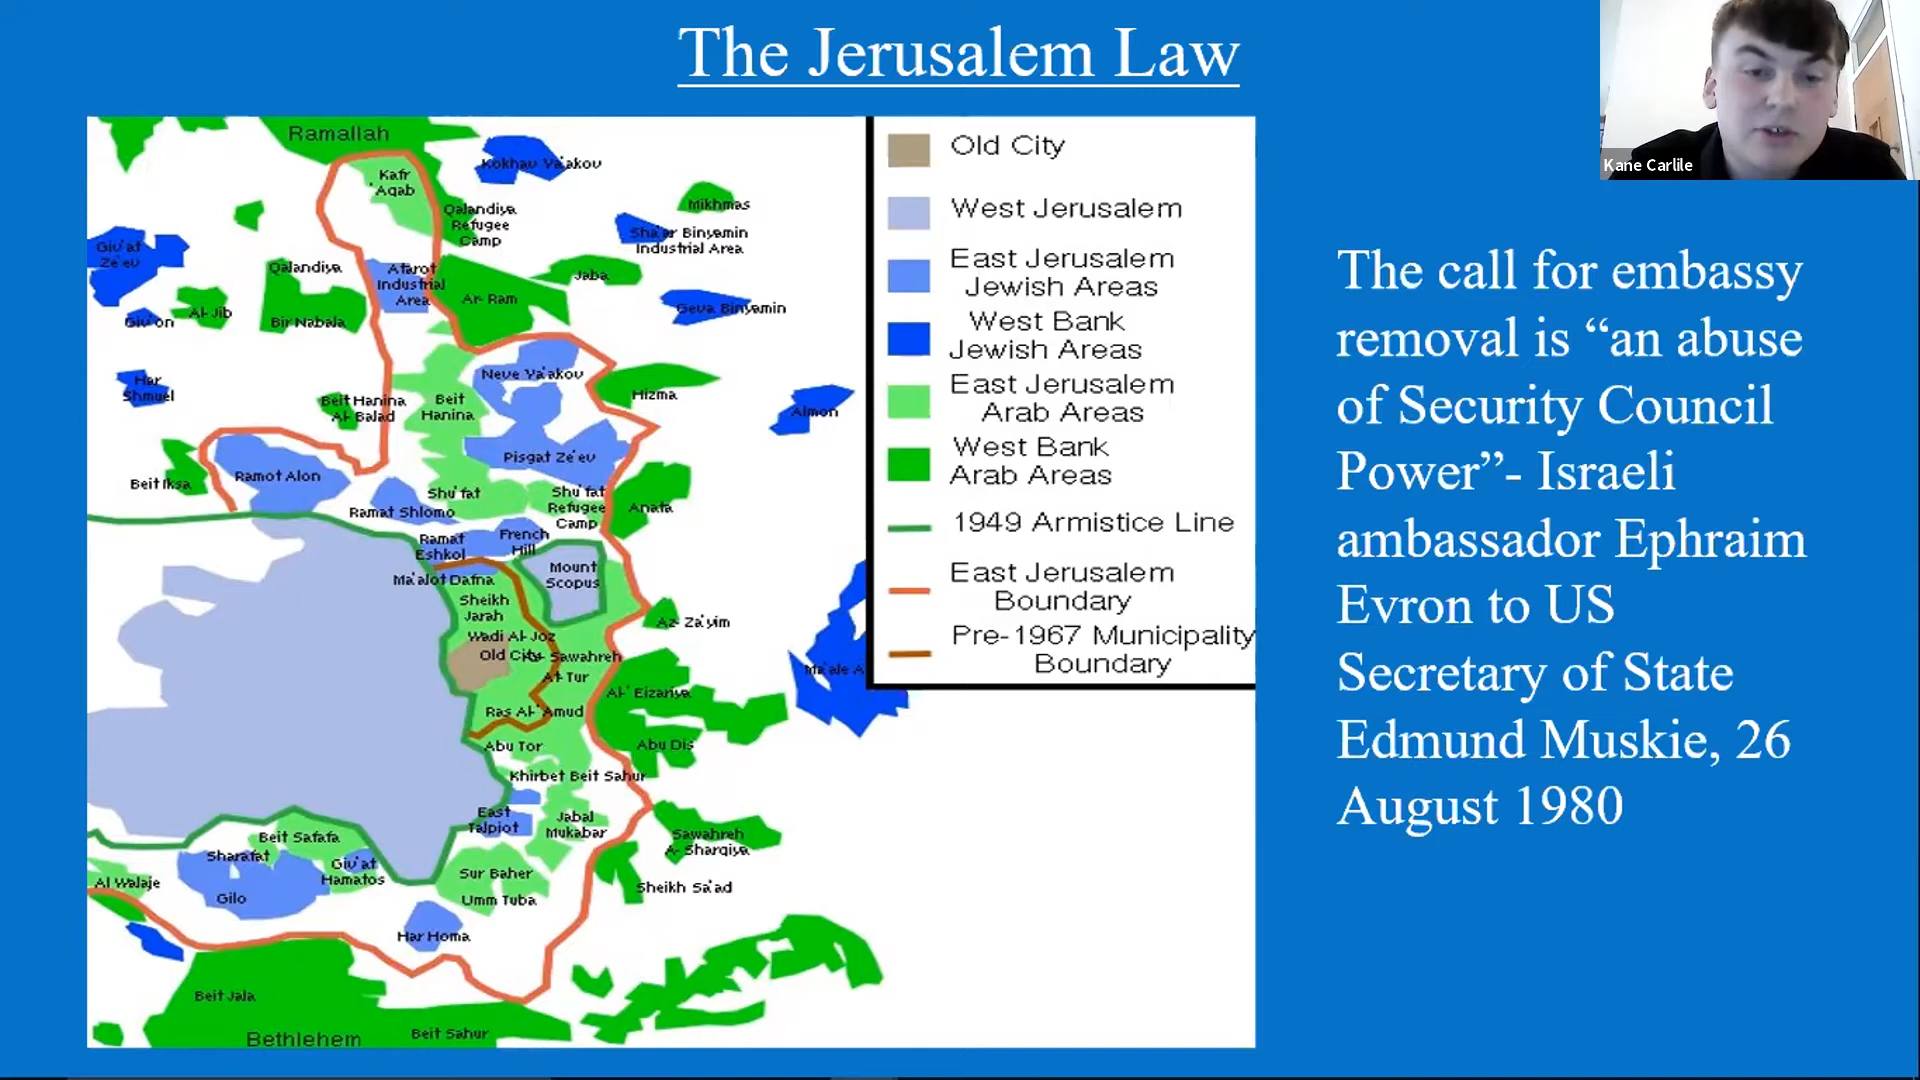 The Jerusalem Law
Kane Carlile
Ramallah
Kafr
'Aqab
Kokhav Ya'akov
Qalandiya
Refugee
Camp
Mikhmas
Sha'ar Binyamin
Industrial Area
Giv'at
Ze'ev
Qalandiya
Atarot
Industrial
Area
Jaba
Ar-Ram
Geva Binyamin
Al-Jib
Giv'on
Bir Nabala
Neve Ya'akov
Har
Shmuel
Beit Hanina
Al-Balad
Beit
Hanina
Hizma
Almon
Pisgat Ze'ev
Ramot Alon
Beit Iksa
Shu'fat
Shu'fat
Refugee
Camp
Anata
Ramat Shlomo
Ramat
Eshkol
French
Hill
Mount
Scopus
Ma'alot Dafna
Sheikh
Jarah
Wadi Al-Joz
Old City
As-Sawahreh
At-Tur
Az-Za'yim
Al-'Eizariya
Ma'ale A
Ras Al-'Amud
Abu Tor
Abu Dis
Khirbet Beit Sahur
East
Talpiot
Jabal
Mukabar
Sawahreh
A-Sharqiya
Beit Safafa
Sharafat
Giv'at
Hamatos
Al Walaje
Gilo
Sur Baher
Umm Tuba
Sheikh Sa'ad
Har Homa
Beit Jala
Bethlehem
Beit Sahur
Old City
West Jerusalem
East Jerusalem
Jewish Areas
West Bank
Jewish Areas
East Jerusalem
Arab Areas
West Bank
Arab Areas
1949 Armistice Line
East Jerusalem
Boundary
Pre-1967 Municipality
Boundary
The call for embassy
removal is “an abuse
of Security Council
Power”- Israeli
ambassador Ephraim
Evron to US
Secretary of State
Edmund Muskie, 26
August 1980